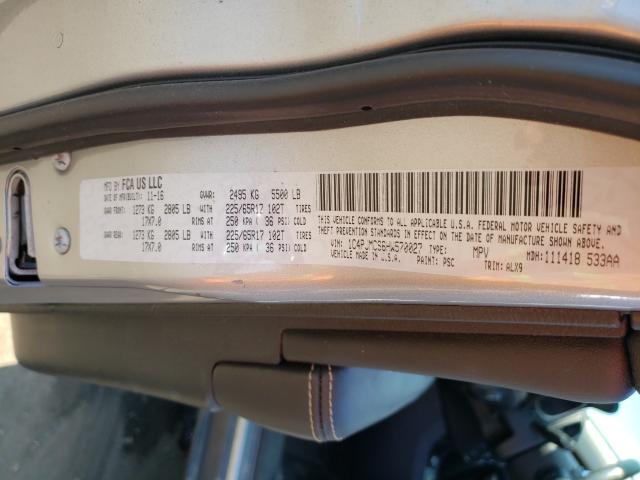 MFD BY FCA US LLC GVWR: 2495 KG 5500 LB
DATE OF MFR(BUILT): 11-16
GAWR FRONT: 1273 KG 2805 LB WITH 225/65R17 102T TIRES
17X7.0 RIMS AT 250 KPA( 36 PSI) COLD
GAWR REAR: 1273 KG 2805 LB WITH 225/65R17 102T TIRES
17X7.0 RIMS AT 250 KPA( 36 PSI) COLD
THIS VEHICLE CONFORMS TO ALL APPLICABLE U.S.A. FEDERAL MOTOR VEHICLE SAFETY AND
THEFT PREVENTION STANDARDS IN EFFECT ON THE DATE OF MANUFACTURE SHOWN ABOVE.
VIN: TYPE: MPV MDH: 111418 533AA
VEHICLE MADE IN U.S.A. PAINT: PSC TRIM: ALX9